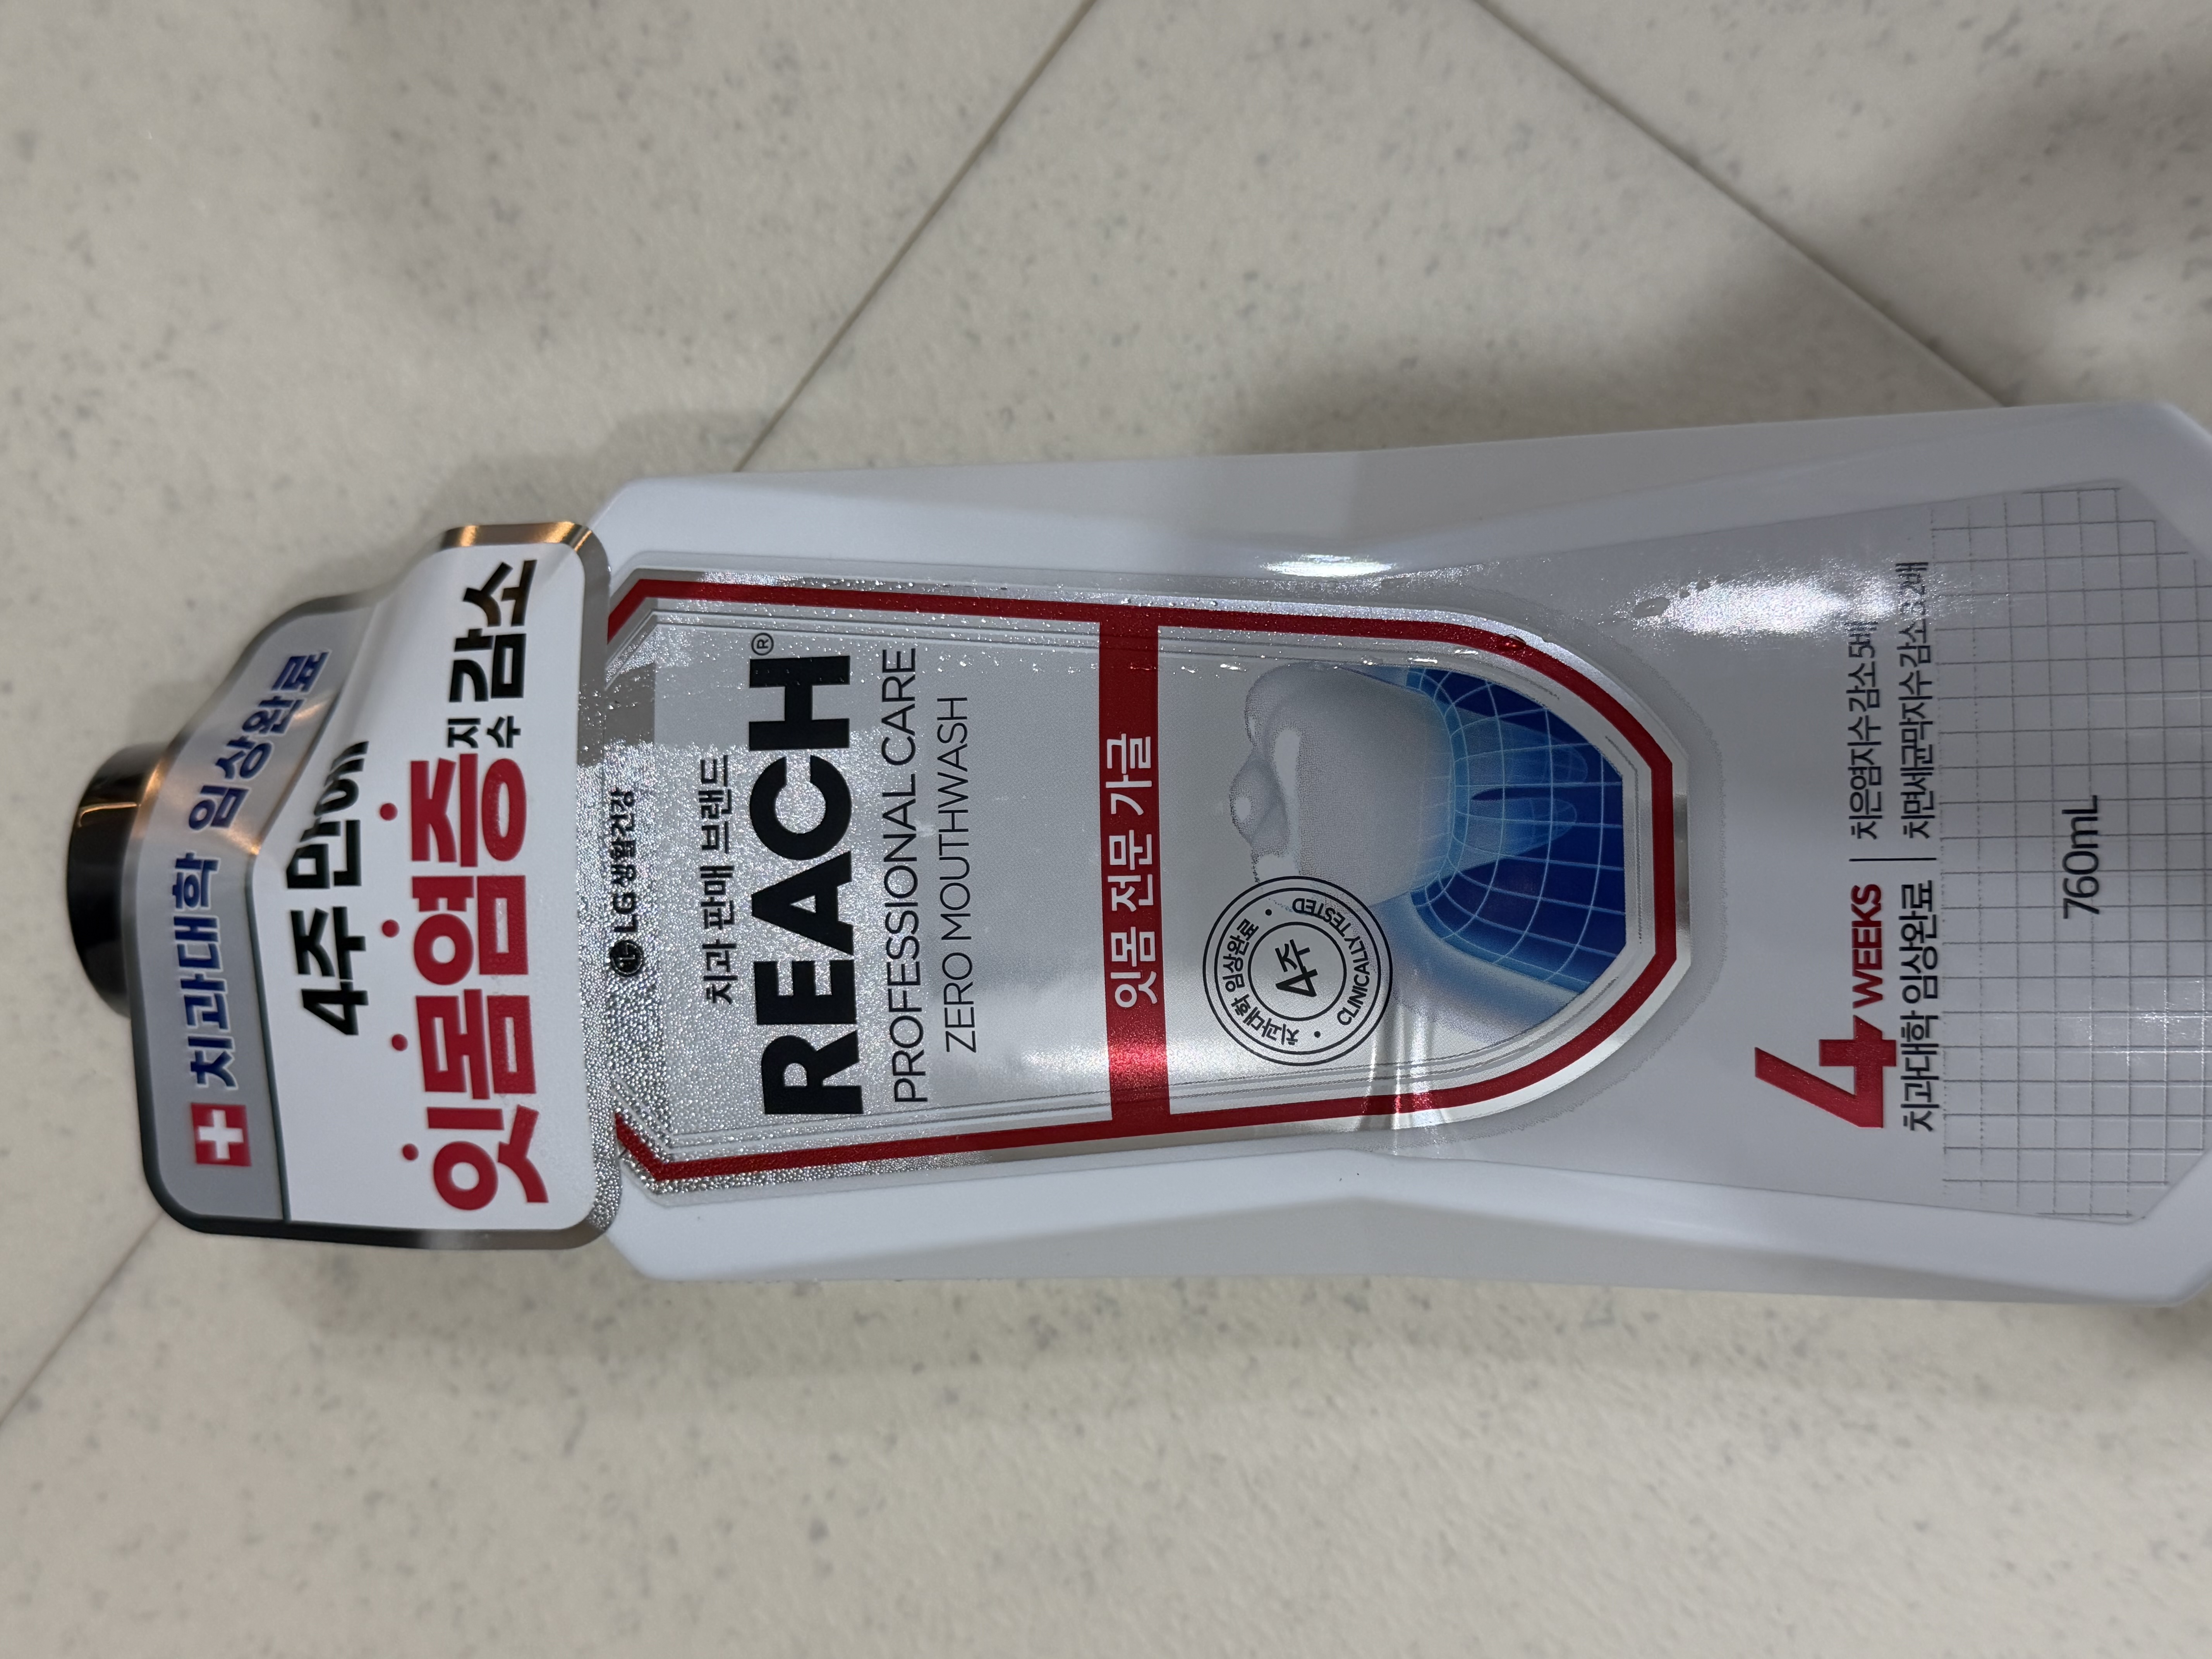 치과대학 임상완료
4주 만에
잇몸염증지수감소
LG생활건강
치과 판매 브랜드
REACH®
PROFESSIONAL CARE
ZERO MOUTHWASH
잇몸 전문 가글
치과대학 임상완료 • CLINICALLY TESTED •
4주
4 WEEKS
치과대학 임상완료
치은염지수 감소 5배
치면세균막지수 감소
760mL